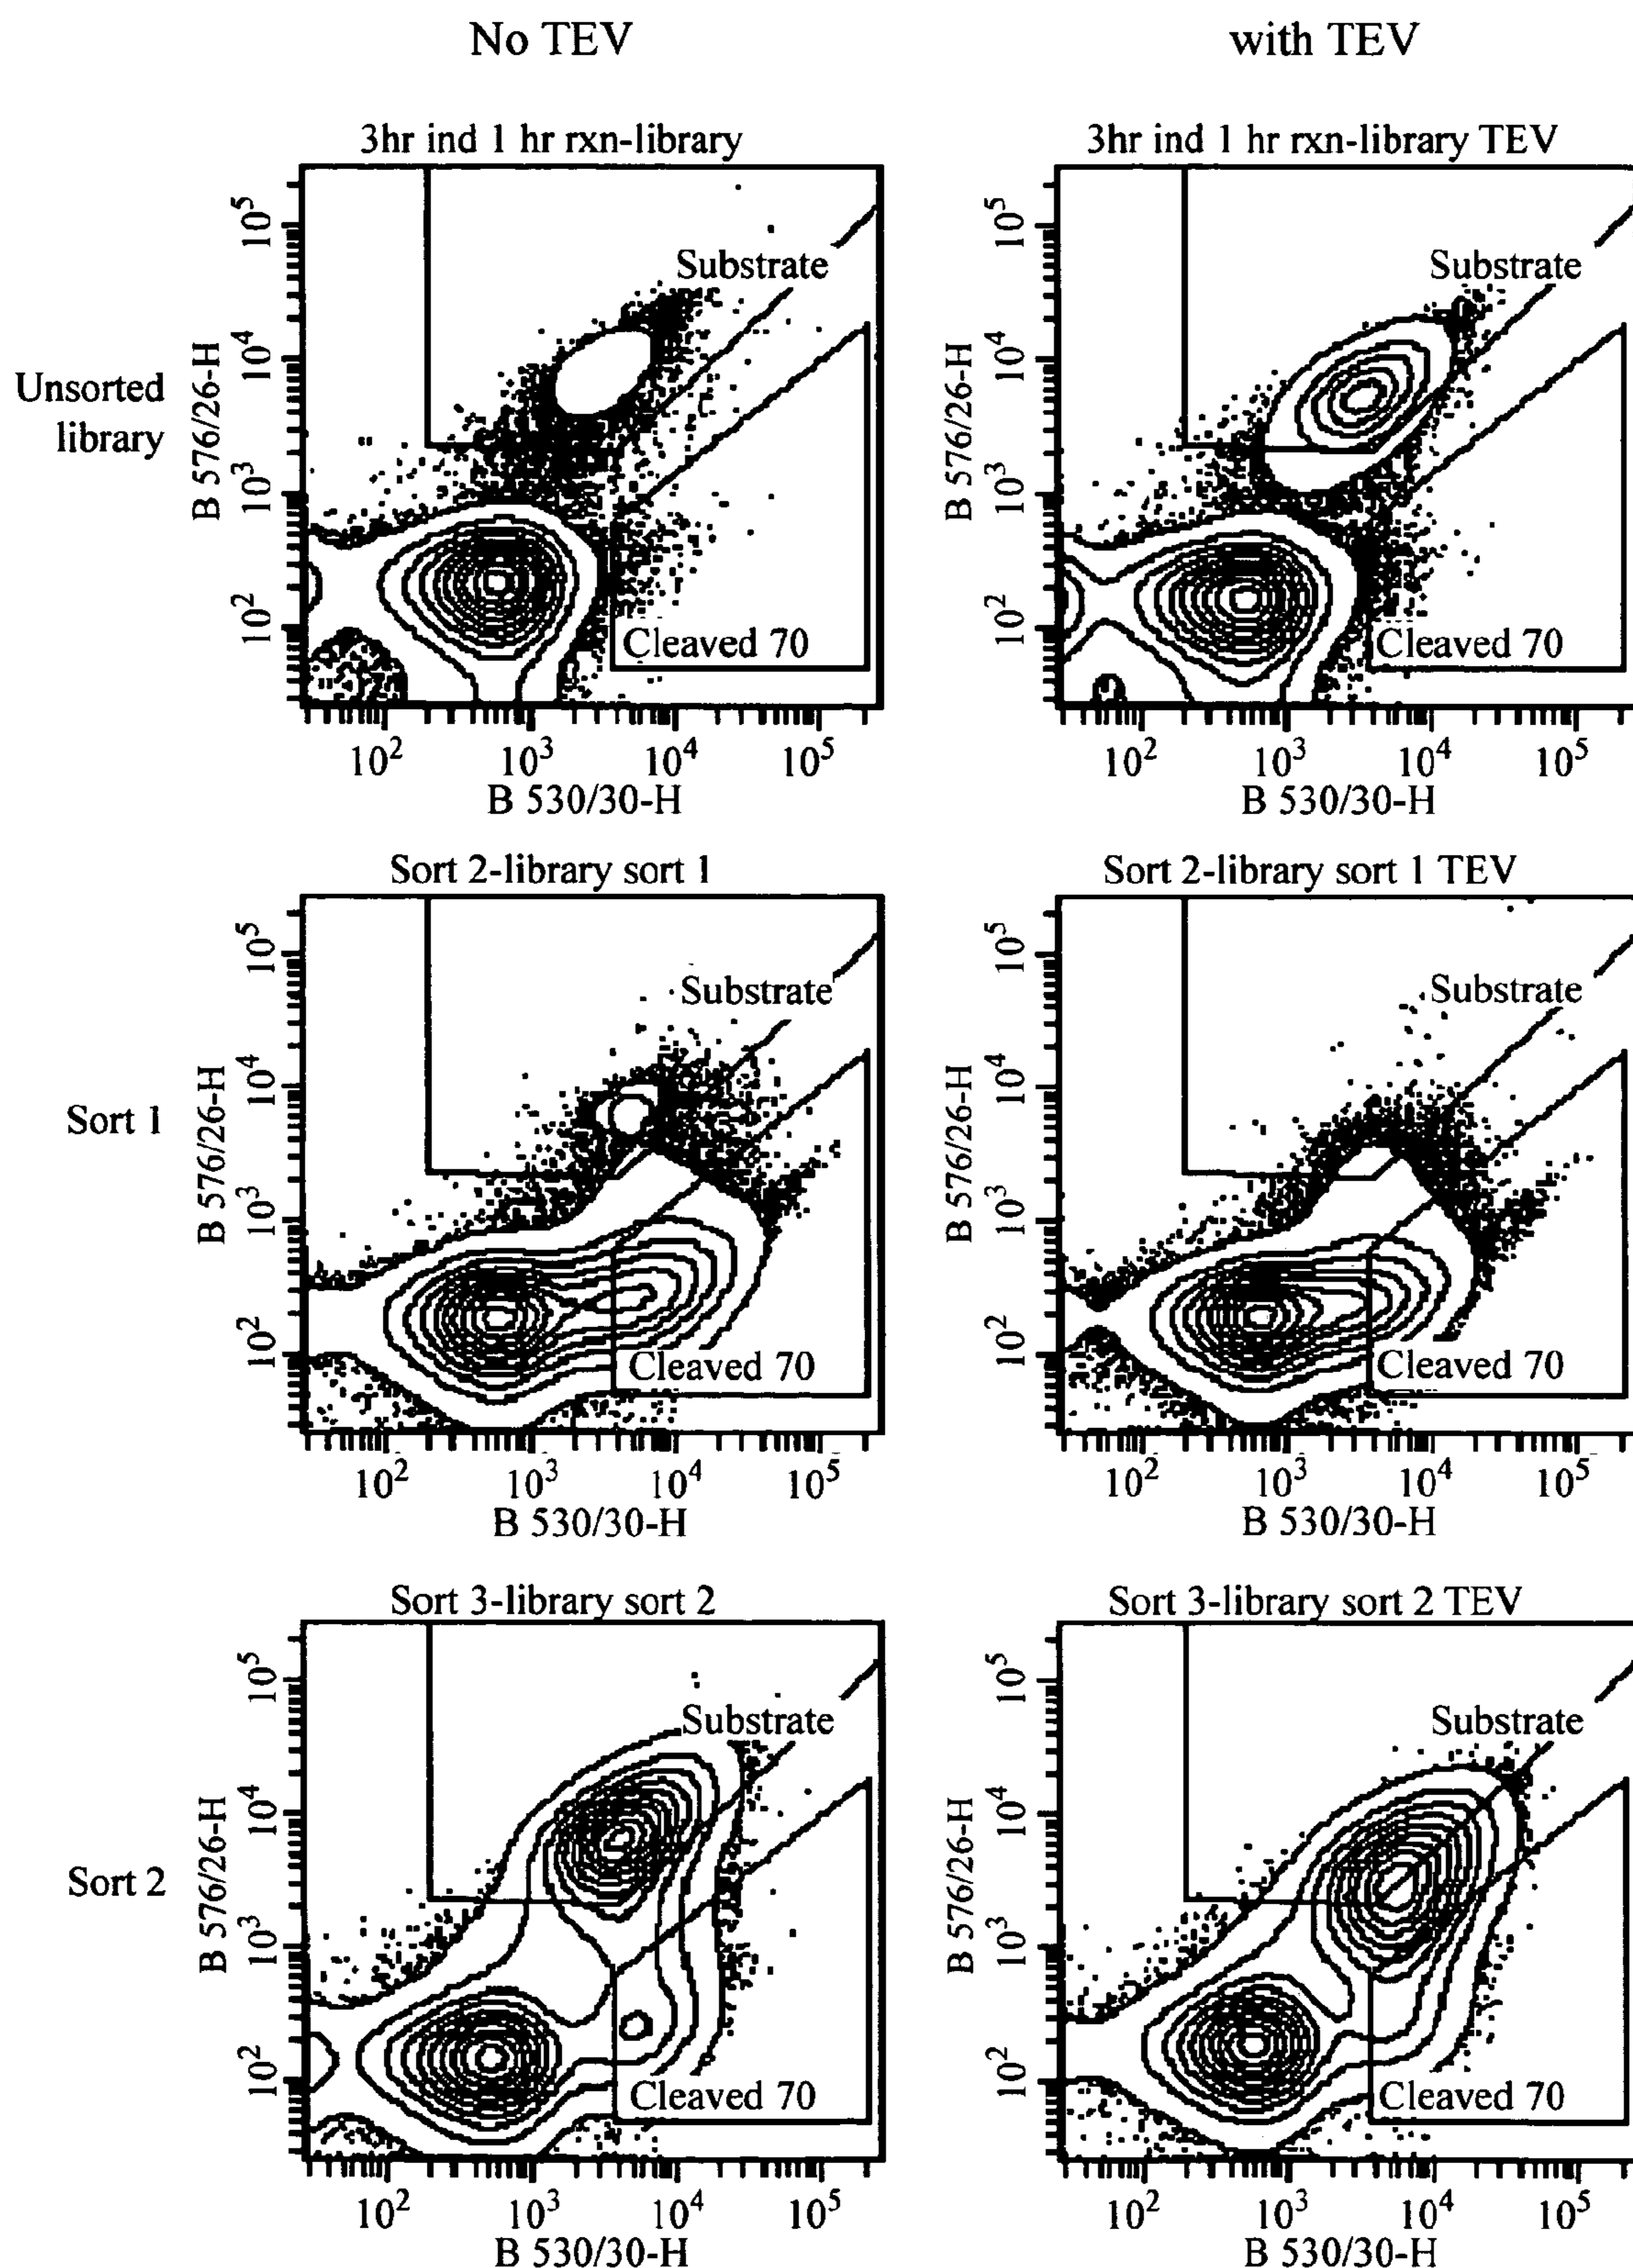 No TEV
with TEV
3hr ind 1 hr rxn-library
3hr ind 1 hr rxn-library TEV
Unsorted
library
B 576/26-H
10^5
10^4
10^3
10^2
Substrate
Cleaved 70
10^2 10^3 10^4 10^5
B 530/30-H
B 576/26-H
10^5
10^4
10^3
10^2
Substrate
Cleaved 70
10^2 10^3 10^4 10^5
B 530/30-H
Sort 2-library sort 1
Sort 2-library sort 1 TEV
Sort 1
B 576/26-H
10^5
10^4
10^3
10^2
Substrate
Cleaved 70
10^2 10^3 10^4 10^5
B 530/30-H
B 576/26-H
10^5
10^4
10^3
10^2
Substrate
Cleaved 70
10^2 10^3 10^4 10^5
B 530/30-H
Sort 3-library sort 2
Sort 3-library sort 2 TEV
Sort 2
B 576/26-H
10^5
10^4
10^3
10^2
Substrate
Cleaved 70
10^2 10^3 10^4 10^5
B 530/30-H
B 576/26-H
10^5
10^4
10^3
10^2
Substrate
Cleaved 70
10^2 10^3 10^4 10^5
B 530/30-H